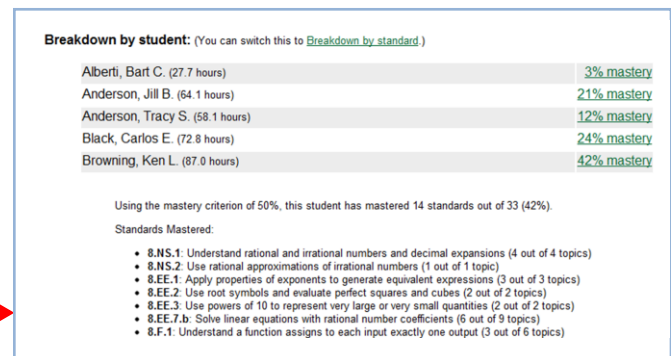 Breakdown by student: (You can switch this to Breakdown by standard.)
Alberti, Bart C. (27.7 hours) 3% mastery
Anderson, Jill B. (64.1 hours) 21% mastery
Anderson, Tracy S. (58.1 hours) 12% mastery
Black, Carlos E. (72.8 hours) 24% mastery
Browning, Ken L. (87.0 hours) 42% mastery
Using the mastery criterion of 50%, this student has mastered 14 standards out of 33 (42%).
Standards Mastered:
• 8.NS.1: Understand rational and irrational numbers and decimal expansions (4 out of 4 topics)
• 8.NS.2: Use rational approximations of irrational numbers (1 out of 1 topic)
• 8.EE.1: Apply properties of exponents to generate equivalent expressions (3 out of 3 topics)
• 8.EE.2: Use root symbols and evaluate perfect squares and cubes (2 out of 2 topics)
• 8.EE.3: Use powers of 10 to represent very large or very small quantities (2 out of 2 topics)
• 8.EE.7.b: Solve linear equations with rational number coefficients (6 out of 9 topics)
• 8.F.1: Understand a function assigns to each input exactly one output (3 out of 6 topics)